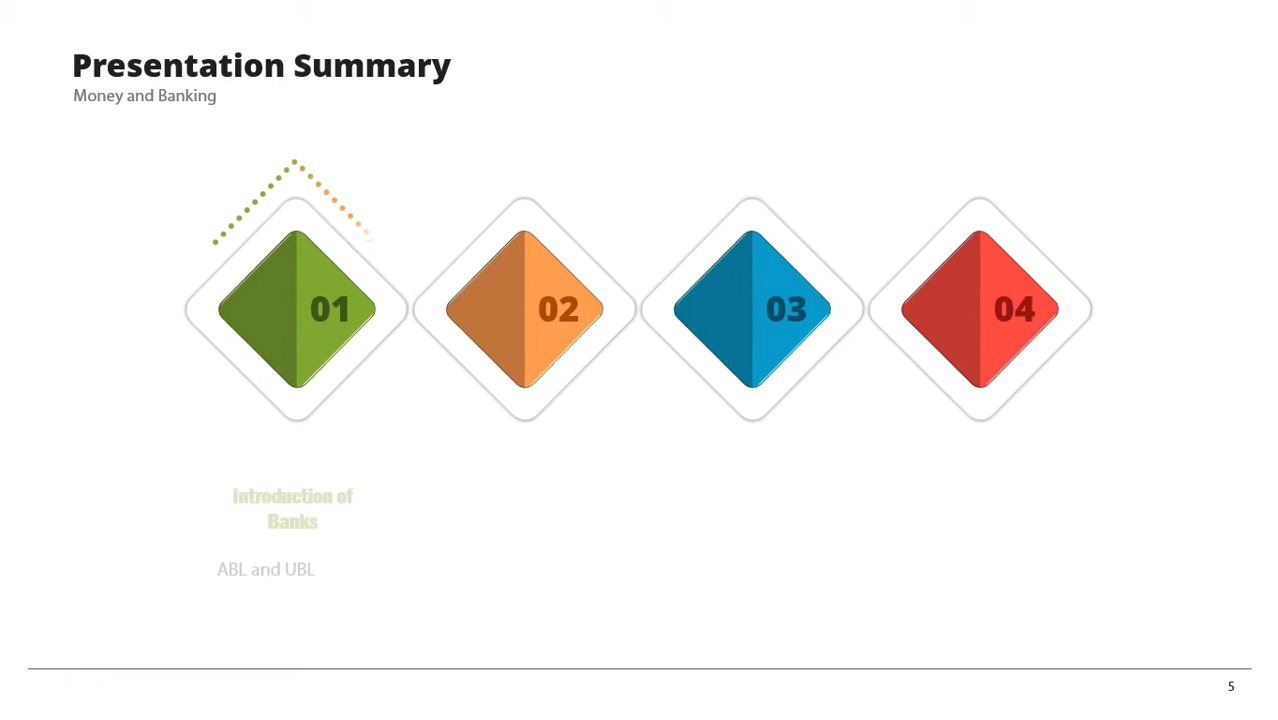 Presentation Summary
Money and Banking
01
02
03
04
Introduction of
Banks
ABL and UBL
5